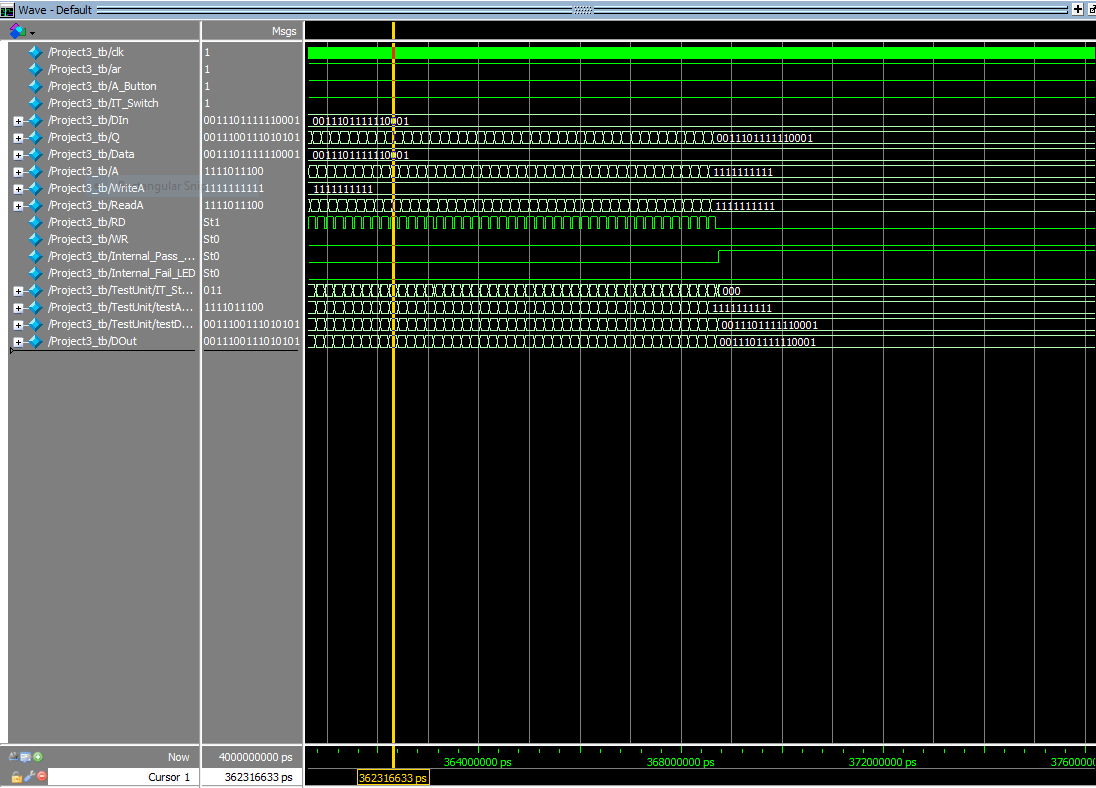 Wave - Default
Msgs
/Project3_tb/clk 1
/Project3_tb/ar 1
/Project3_tb/A_Button 1
/Project3_tb/IT_Switch 1
/Project3_tb/DIn 0011101111110001 0011101111110001
/Project3_tb/Q 0011100111010101 0011101111110001
/Project3_tb/Data 0011101111110001 0011101111110001
/Project3_tb/A 1111011100 1111111111
/Project3_tb/WriteA 1111111111 1111111111
/Project3_tb/ReadA 1111011100 1111111111
/Project3_tb/RD St1
/Project3_tb/WR St0
/Project3_tb/Internal_Pass_... St0
/Project3_tb/Internal_Fail_LED St0
/Project3_tb/TestUnit/IT_St... 011 000
/Project3_tb/TestUnit/testA... 1111011100 1111111111
/Project3_tb/TestUnit/testD... 0011100111010101 0011101111110001
/Project3_tb/DOut 0011100111010101 0011101111110001
Now 4000000000 ps 364000000 ps 368000000 ps 372000000 ps 37600000
Cursor 1 362316633 ps 362316633 ps